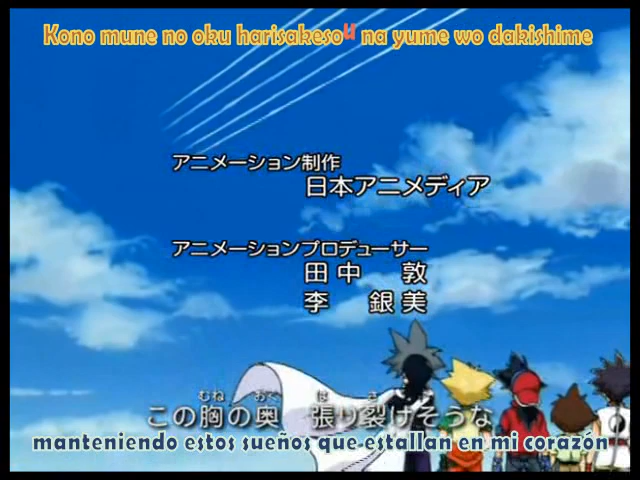 Kono mune no oku harisakesou na yume wo dakishime
アニメーション制作
日本アニメディア
アニメーションプロデューサー
田中 敦
李 銀美
むね おく は さ
この胸の奥 張り裂けそうな
manteniendo estos sueños que estallan en mi corazón